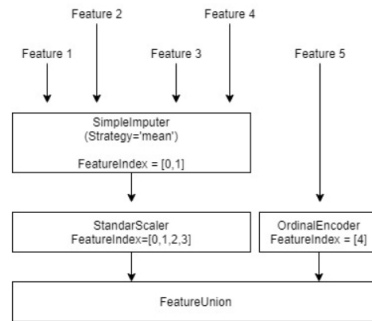 Feature 2
Feature 4
Feature 1
Feature 3
Feature 5
SimpleImputer
(Strategy='mean')
FeatureIndex = [0,1]
StandarScaler
FeatureIndex=[0,1,2,3]
OrdinalEncoder
FeatureIndex = [4]
FeatureUnion